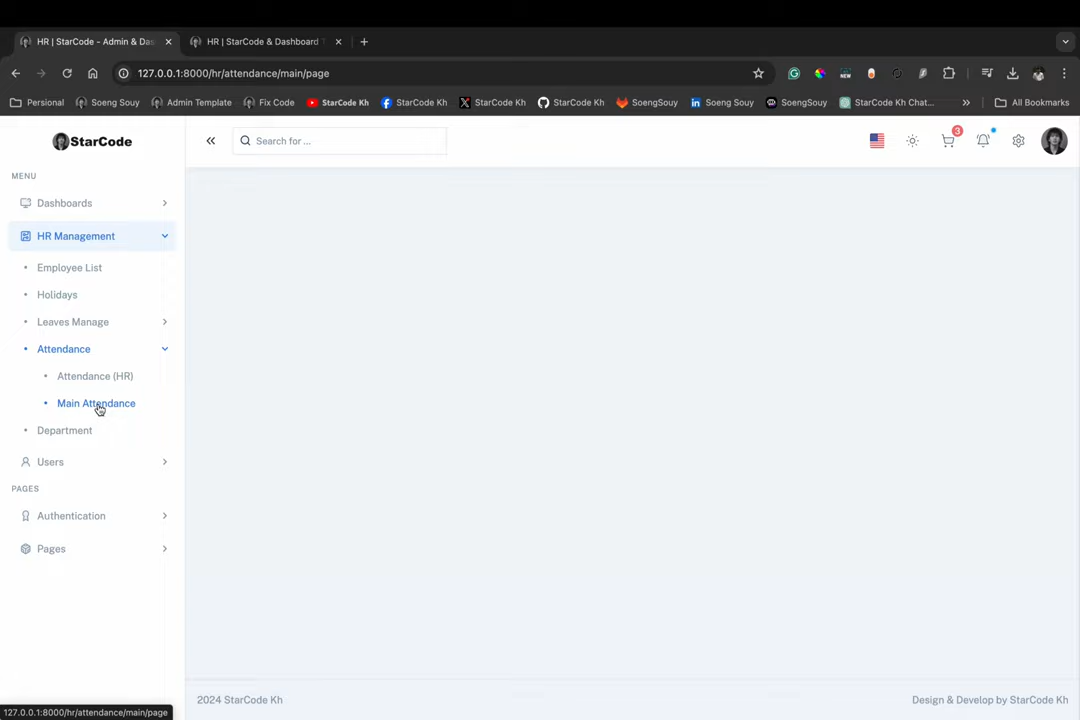 HR | StarCode - Admin & Das
HR | StarCode & Dashboard T
127.0.0.1:8000/hr/attendance/main/page
Personal
Soeng Souy
Admin Template
Fix Code
StarCode Kh
StarCode Kh
StarCode Kh
StarCode Kh
SoengSouy
Soeng Souy
SoengSouy
StarCode Kh Chat...
All Bookmarks
StarCode
Search for ...
3
MENU
Dashboards
HR Management
Employee List
Holidays
Leaves Manage
Attendance
Attendance (HR)
Main Attendance
Department
Users
PAGES
Authentication
Pages
2024 StarCode Kh
Design & Develop by StarCode Kh
127.0.0.1:8000/hr/attendance/main/page